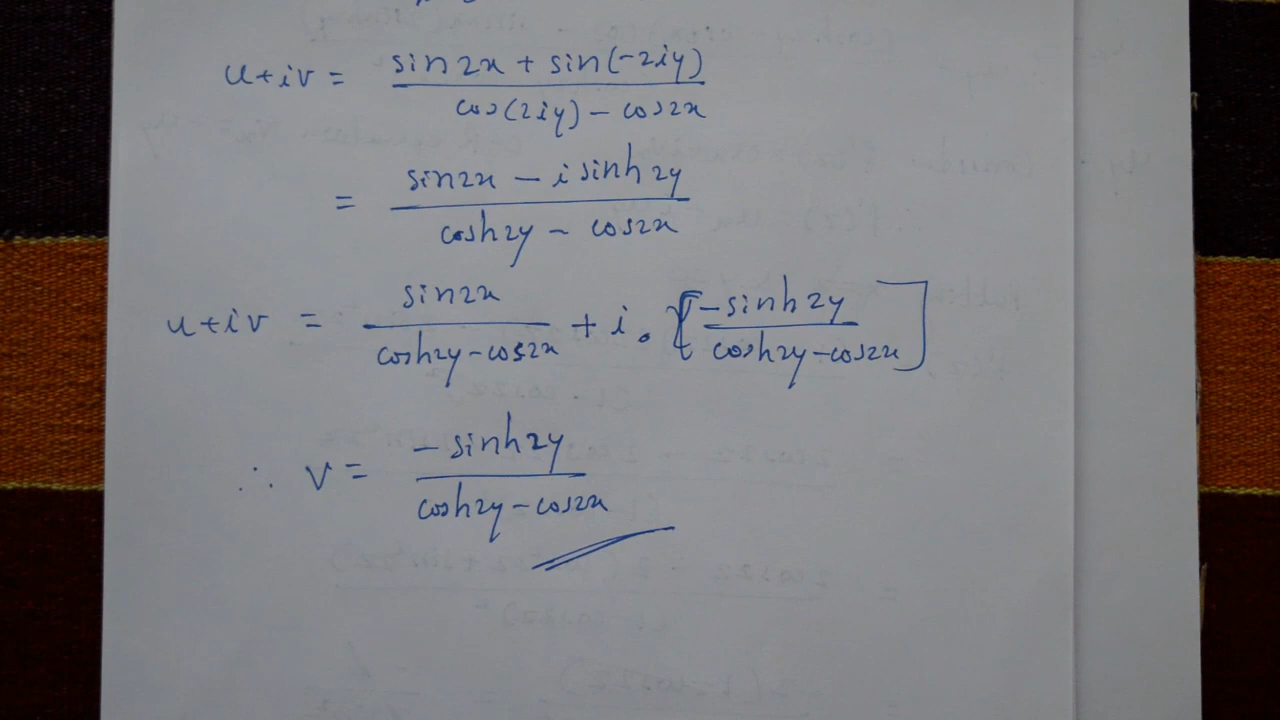 u+iv = (sin2x + sin(-2iy)) / (cos(2iy) - cos2x)
= (sin2x - i sinh2y) / (cosh2y - cos2x)
u+iv = sin2x / (cosh2y-cos2x) + i . [-sinh2y / (cosh2y-cos2x)]
∴ v = -sinh2y / (cosh2y-cos2x)